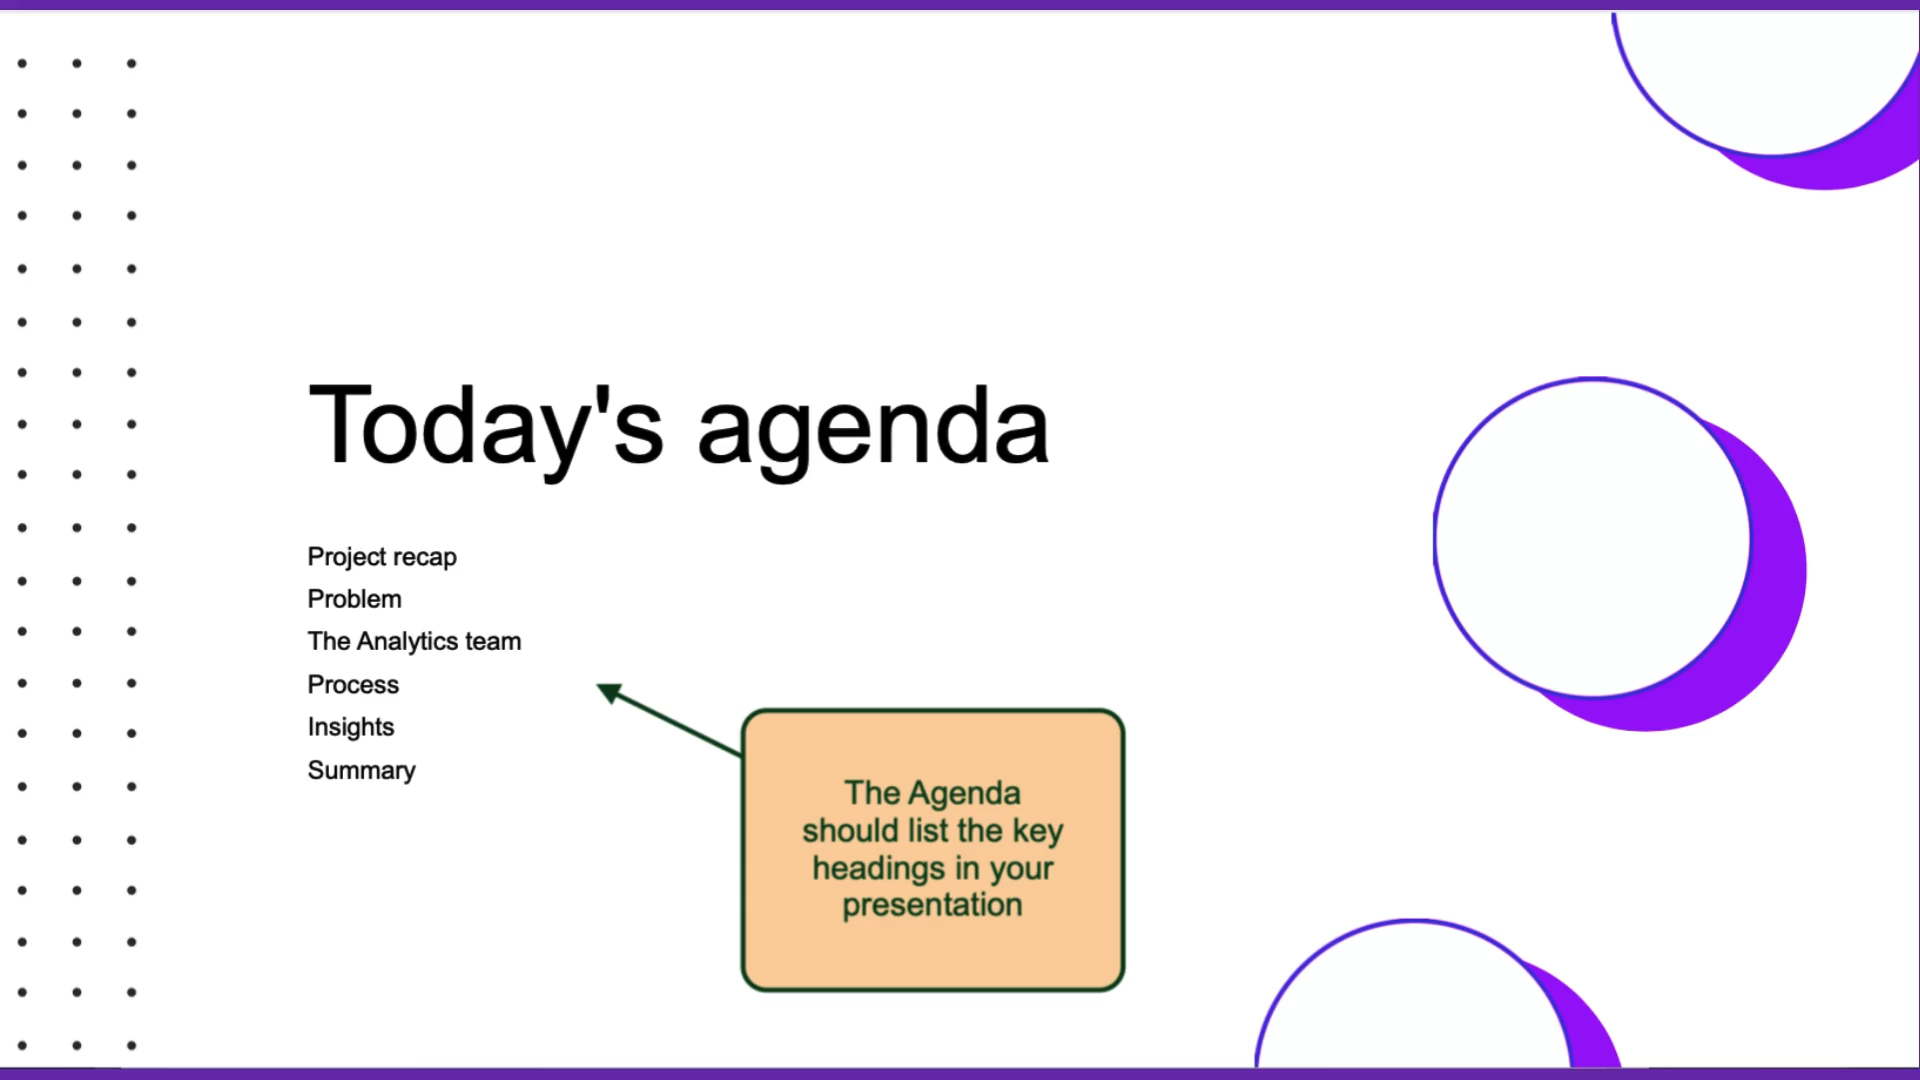 Today's agenda
Project recap
Problem
The Analytics team
Process
Insights
Summary
The Agenda
should list the key
headings in your
presentation